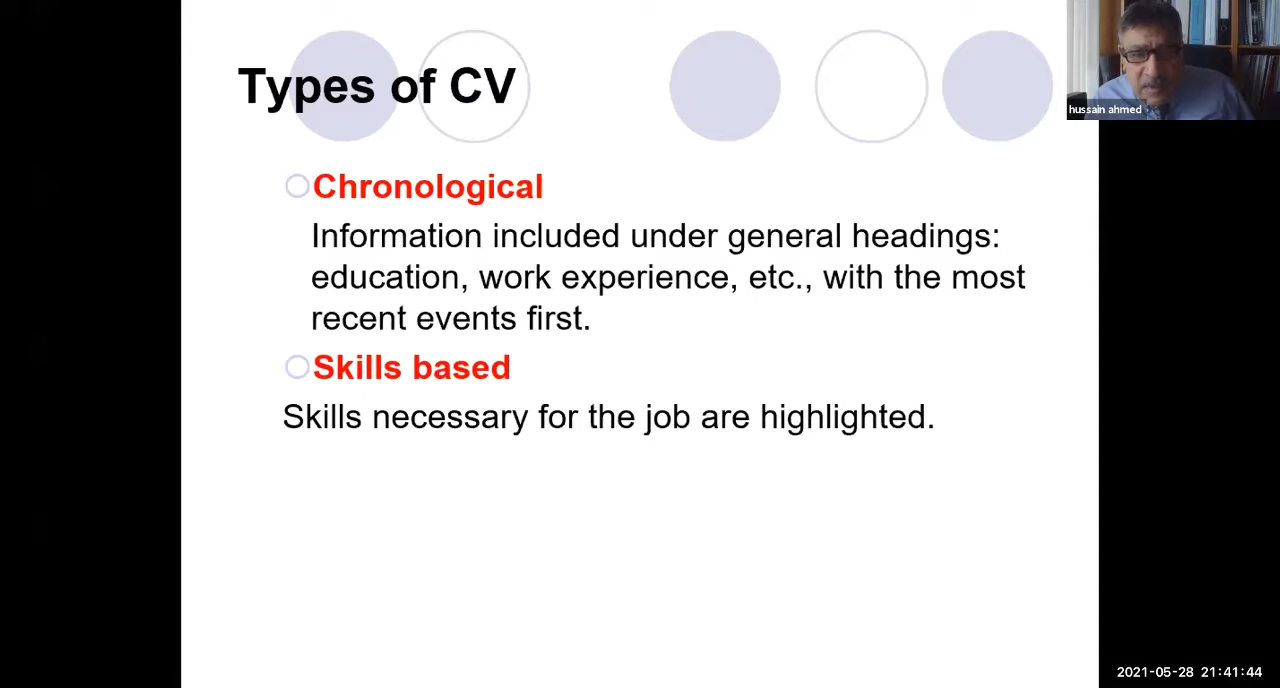 Types of CV
hussain ahmed
Chronological
Information included under general headings:
education, work experience, etc., with the most
recent events first.
Skills based
Skills necessary for the job are highlighted.
2021-05-28 21:41:44